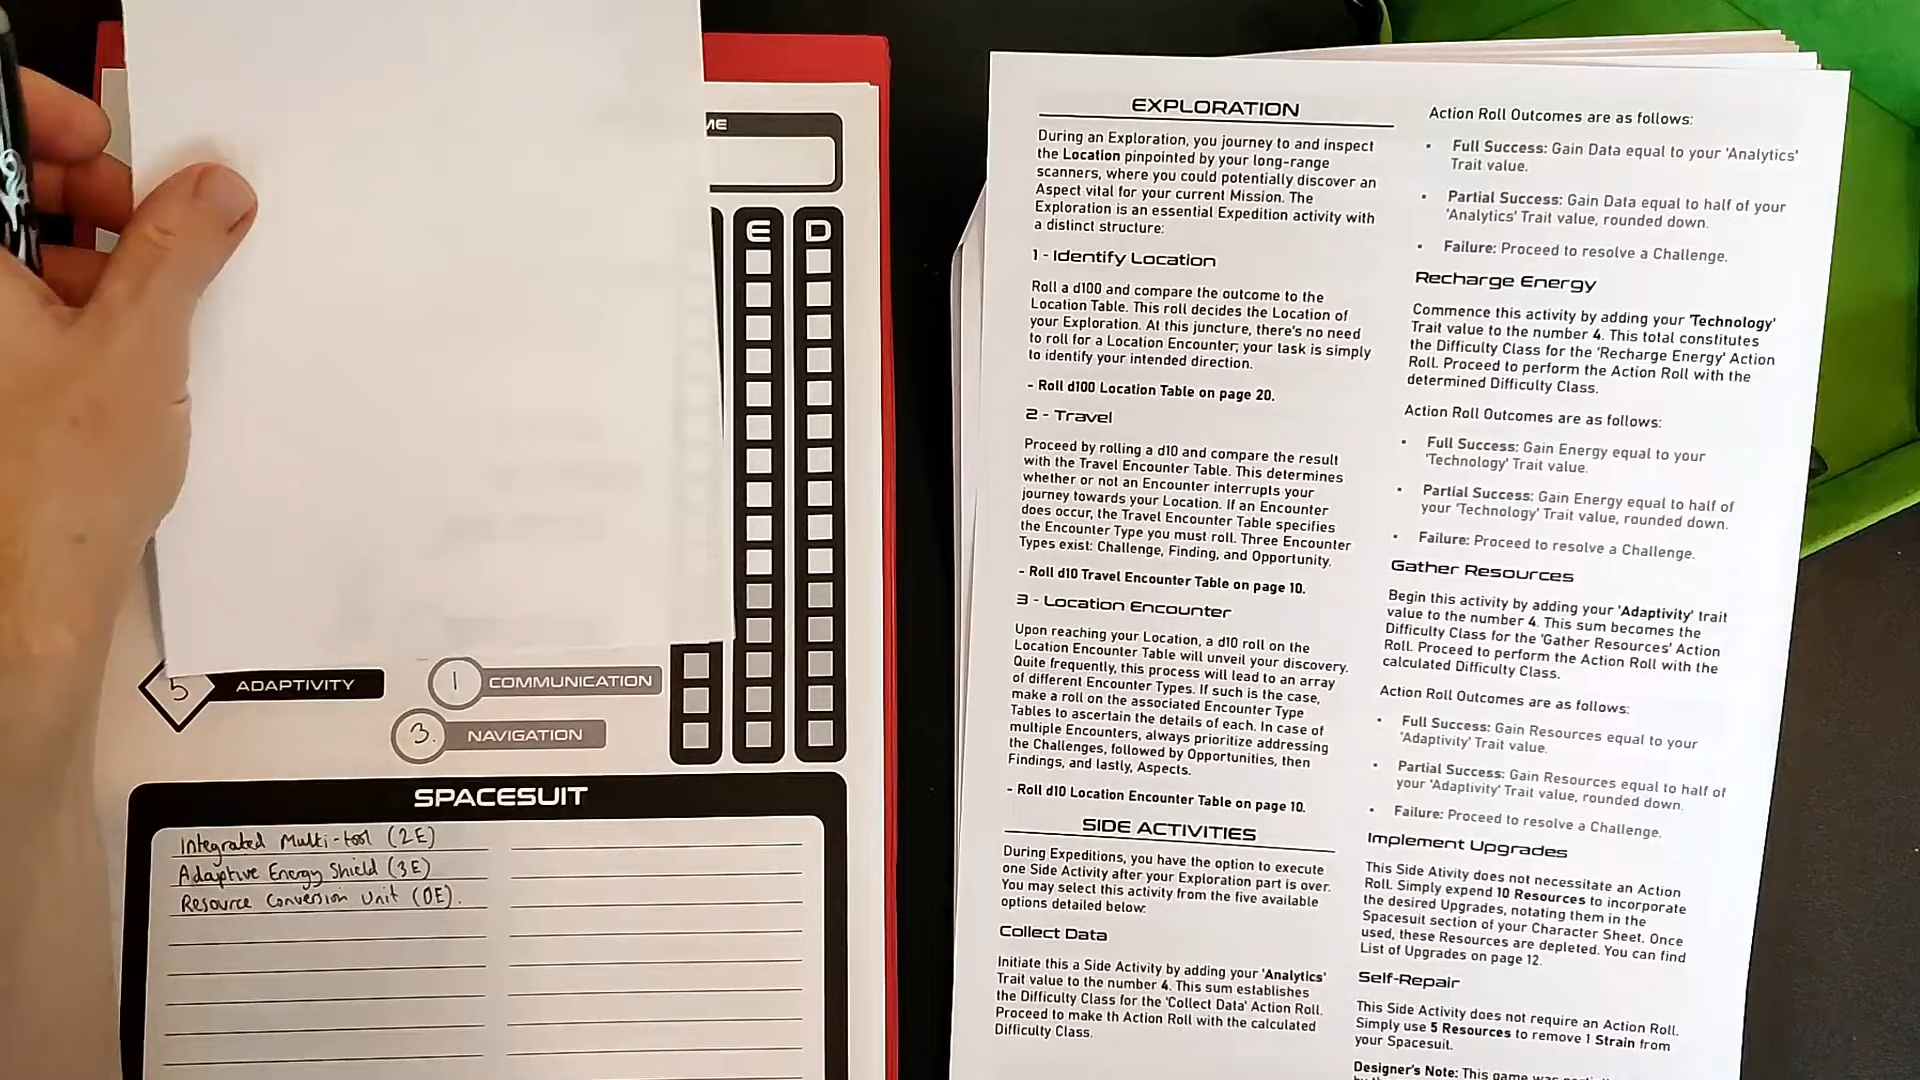 ME
E D
5 ADAPTIVITY
1 COMMUNICATION
3. NAVIGATION
SPACESUIT
Integrated Multi-tool (2E)
Adaptive Energy Shield (3E)
Resource Conversion Unit (0E).
EXPLORATION
During an Exploration, you journey to and inspect
the Location pinpointed by your long-range
scanners, where you could potentially discover an
Aspect vital for your current Mission. The
Exploration is an essential Expedition activity with
a distinct structure:
1 - Identify Location
Roll a d100 and compare the outcome to the
Location Table. This roll decides the Location of
your Exploration. At this juncture, there's no need
to roll for a Location Encounter; your task is simply
to identify your intended direction.
- Roll d100 Location Table on page 20.
2 - Travel
Proceed by rolling a d10 and compare the result
with the Travel Encounter Table. This determines
whether or not an Encounter interrupts your
journey towards your Location. If an Encounter
does occur, the Travel Encounter Table specifies
the Encounter Type you must roll. Three Encounter
Types exist: Challenge, Finding, and Opportunity.
- Roll d10 Travel Encounter Table on page 10.
3 - Location Encounter
Upon reaching your Location, a d10 roll on the
Location Encounter Table will unveil your discovery.
Quite frequently, this process will lead to an array
of different Encounter Types. If such is the case,
make a roll on the associated Encounter Type
Tables to ascertain the details of each. In case of
multiple Encounters, always prioritize addressing
the Challenges, followed by Opportunities, then
Findings, and lastly, Aspects.
- Roll d10 Location Encounter Table on page 10.
SIDE ACTIVITIES
During Expeditions, you have the option to execute
one Side Activity after your Exploration part is over.
You may select this activity from the five available
options detailed below:
Collect Data
Initiate this a Side Activity by adding your 'Analytics'
Trait value to the number 4. This sum establishes
the Difficulty Class for the 'Collect Data' Action Roll.
Proceed to make th Action Roll with the calculated
Difficulty Class.
Action Roll Outcomes are as follows:
• Full Success: Gain Data equal to your 'Analytics'
Trait value.
• Partial Success: Gain Data equal to half of your
'Analytics' Trait value, rounded down.
• Failure: Proceed to resolve a Challenge.
Recharge Energy
Commence this activity by adding your 'Technology'
Trait value to the number 4. This total constitutes
the Difficulty Class for the 'Recharge Energy' Action
Roll. Proceed to perform the Action Roll with the
determined Difficulty Class.
Action Roll Outcomes are as follows:
• Full Success: Gain Energy equal to your
'Technology' Trait value.
• Partial Success: Gain Energy equal to half of
your 'Technology' Trait value, rounded down.
• Failure: Proceed to resolve a Challenge.
Gather Resources
Begin this activity by adding your 'Adaptivity' trait
value to the number 4. This sum becomes the
Difficulty Class for the 'Gather Resources' Action
Roll. Proceed to perform the Action Roll with the
calculated Difficulty Class.
Action Roll Outcomes are as follows:
• Full Success: Gain Resources equal to your
'Adaptivity' Trait value.
• Partial Success: Gain Resources equal to half of
your 'Adaptivity' Trait value, rounded down.
• Failure: Proceed to resolve a Challenge.
Implement Upgrades
This Side Ativity does not necessitate an Action
Roll. Simply expend 10 Resources to incorporate
the desired Upgrades, notating them in the
Spacesuit section of your Character Sheet. Once
used, these Resources are depleted. You can find
List of Upgrades on page 12.
Self-Repair
This Side Activity does not require an Action Roll.
Simply use 5 Resources to remove 1 Strain from
your Spacesuit.
Designer's Note: This game was